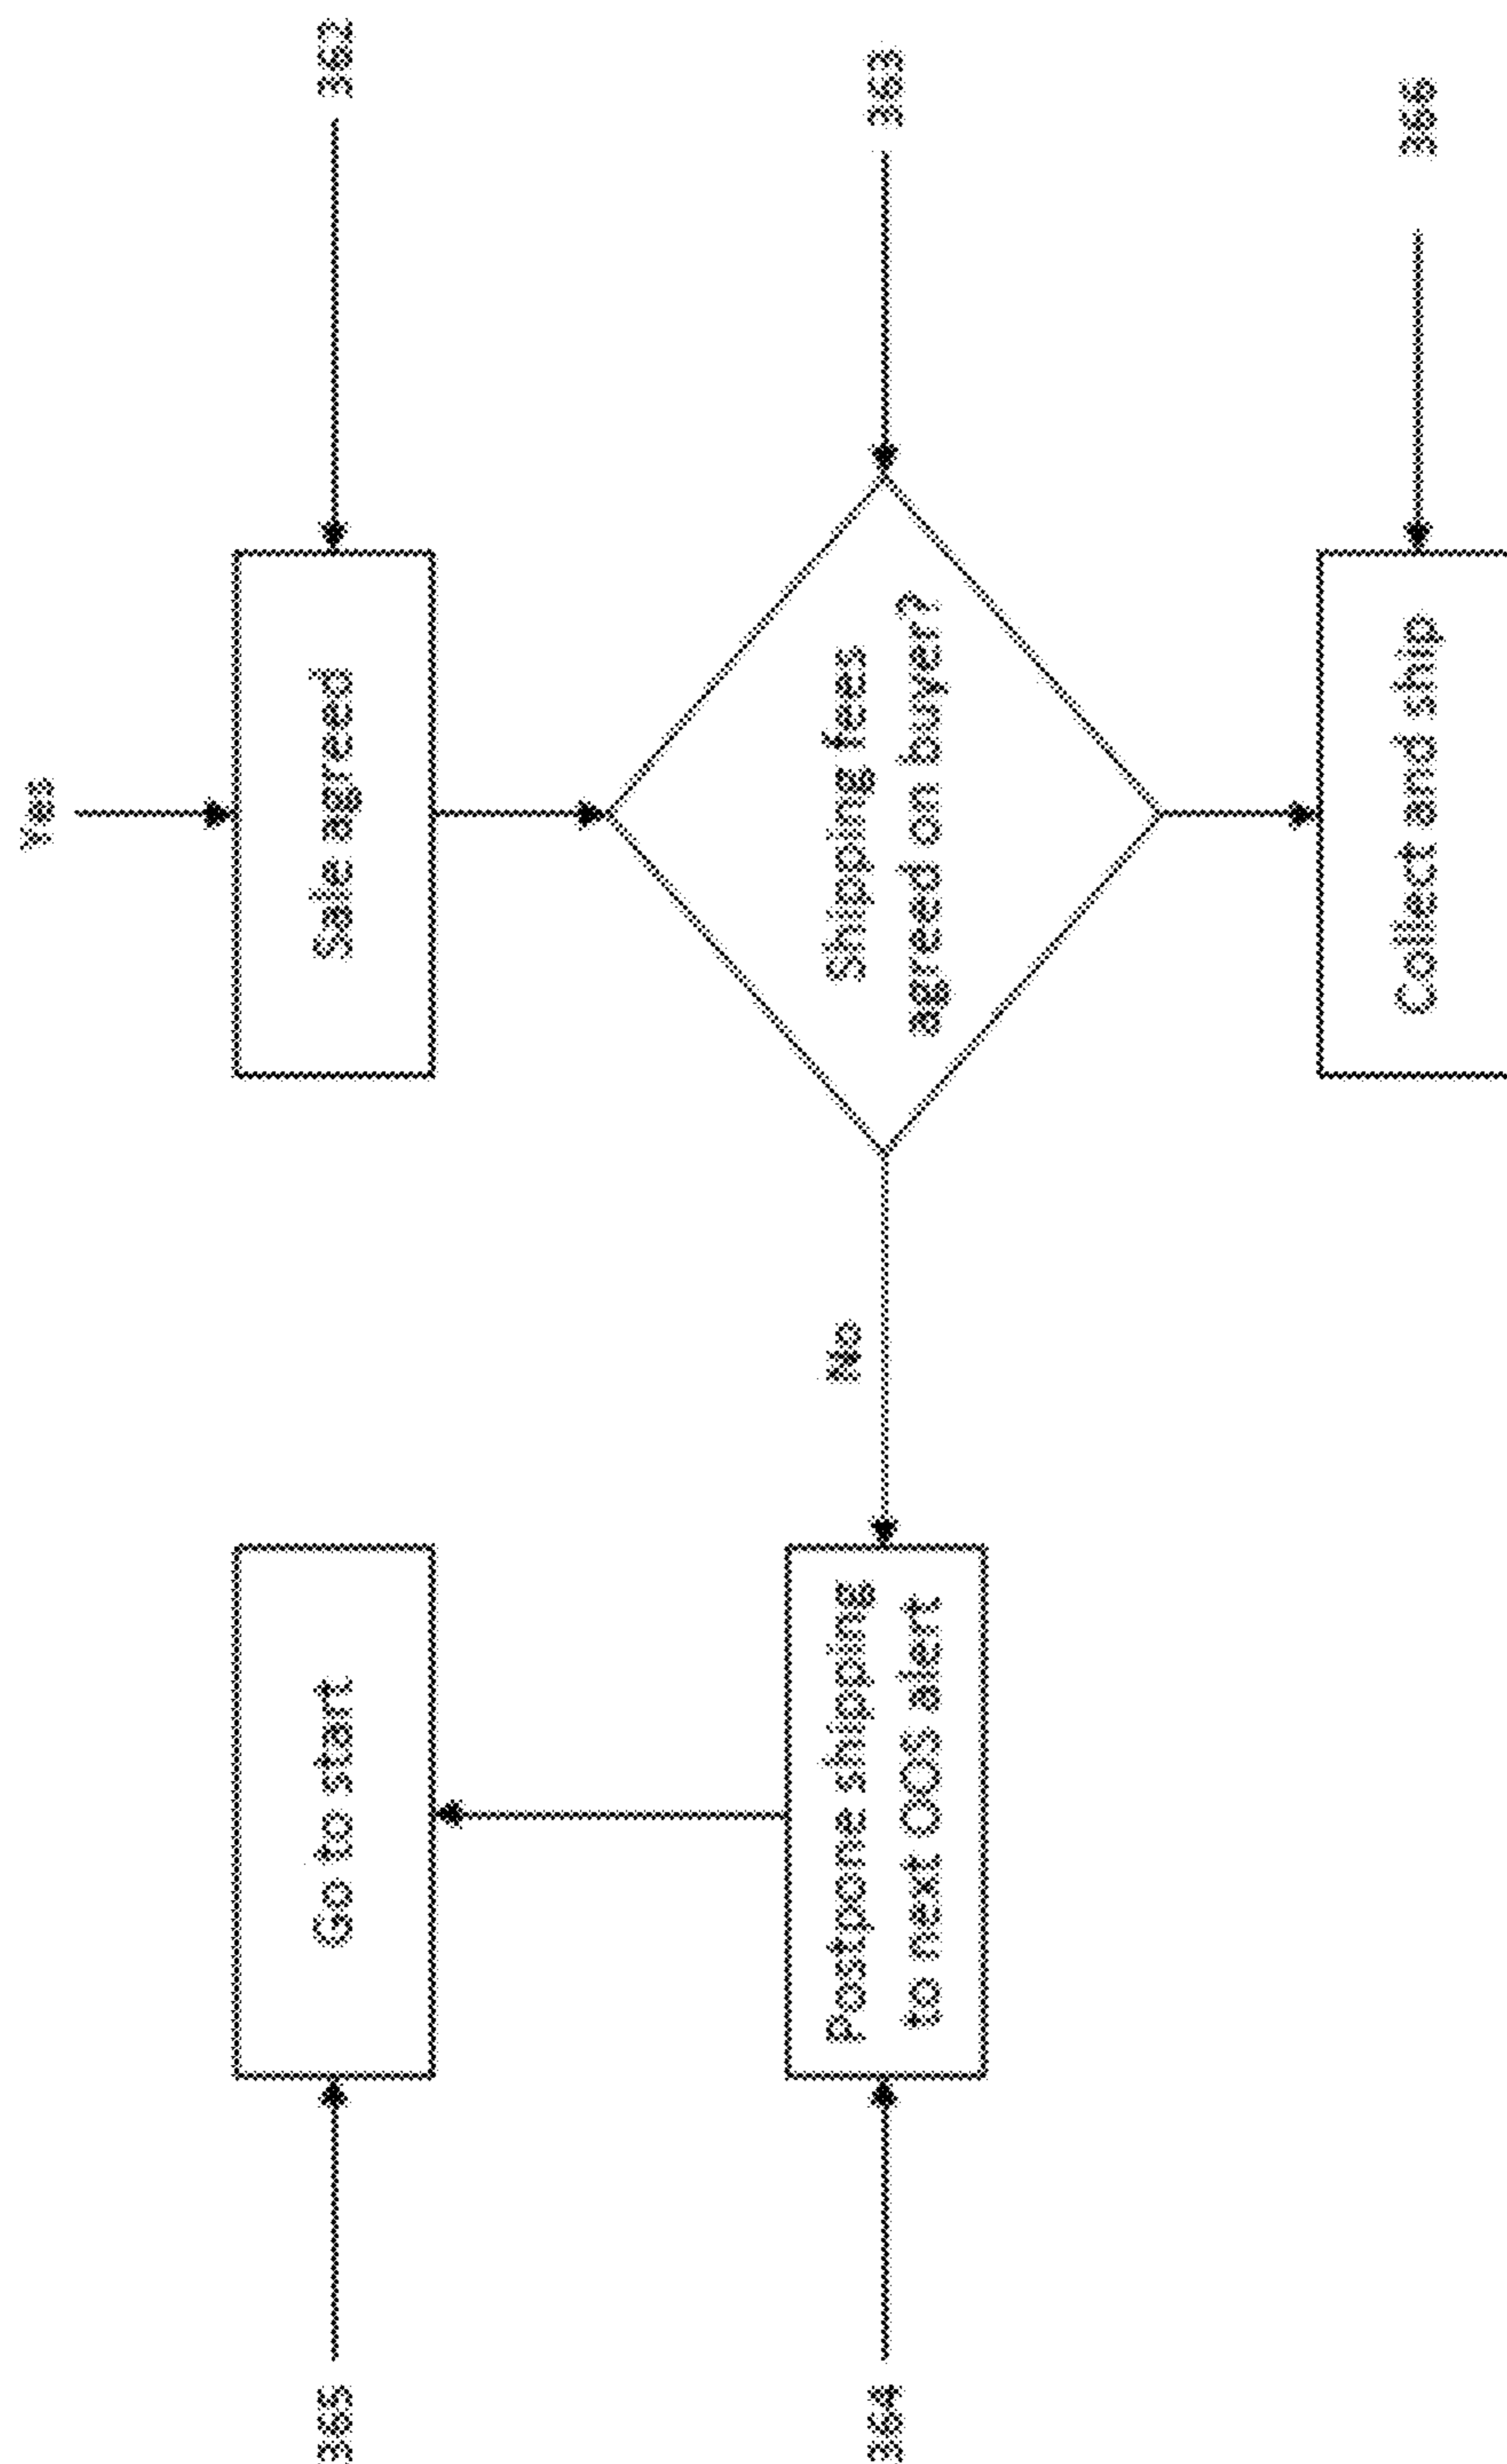 Yes
365
Go to start
Sale agreed
362
364
Postpone shipping
to next OOS alert
No
Shipping fees
agreed on buyer?
363
Collect and ship
366